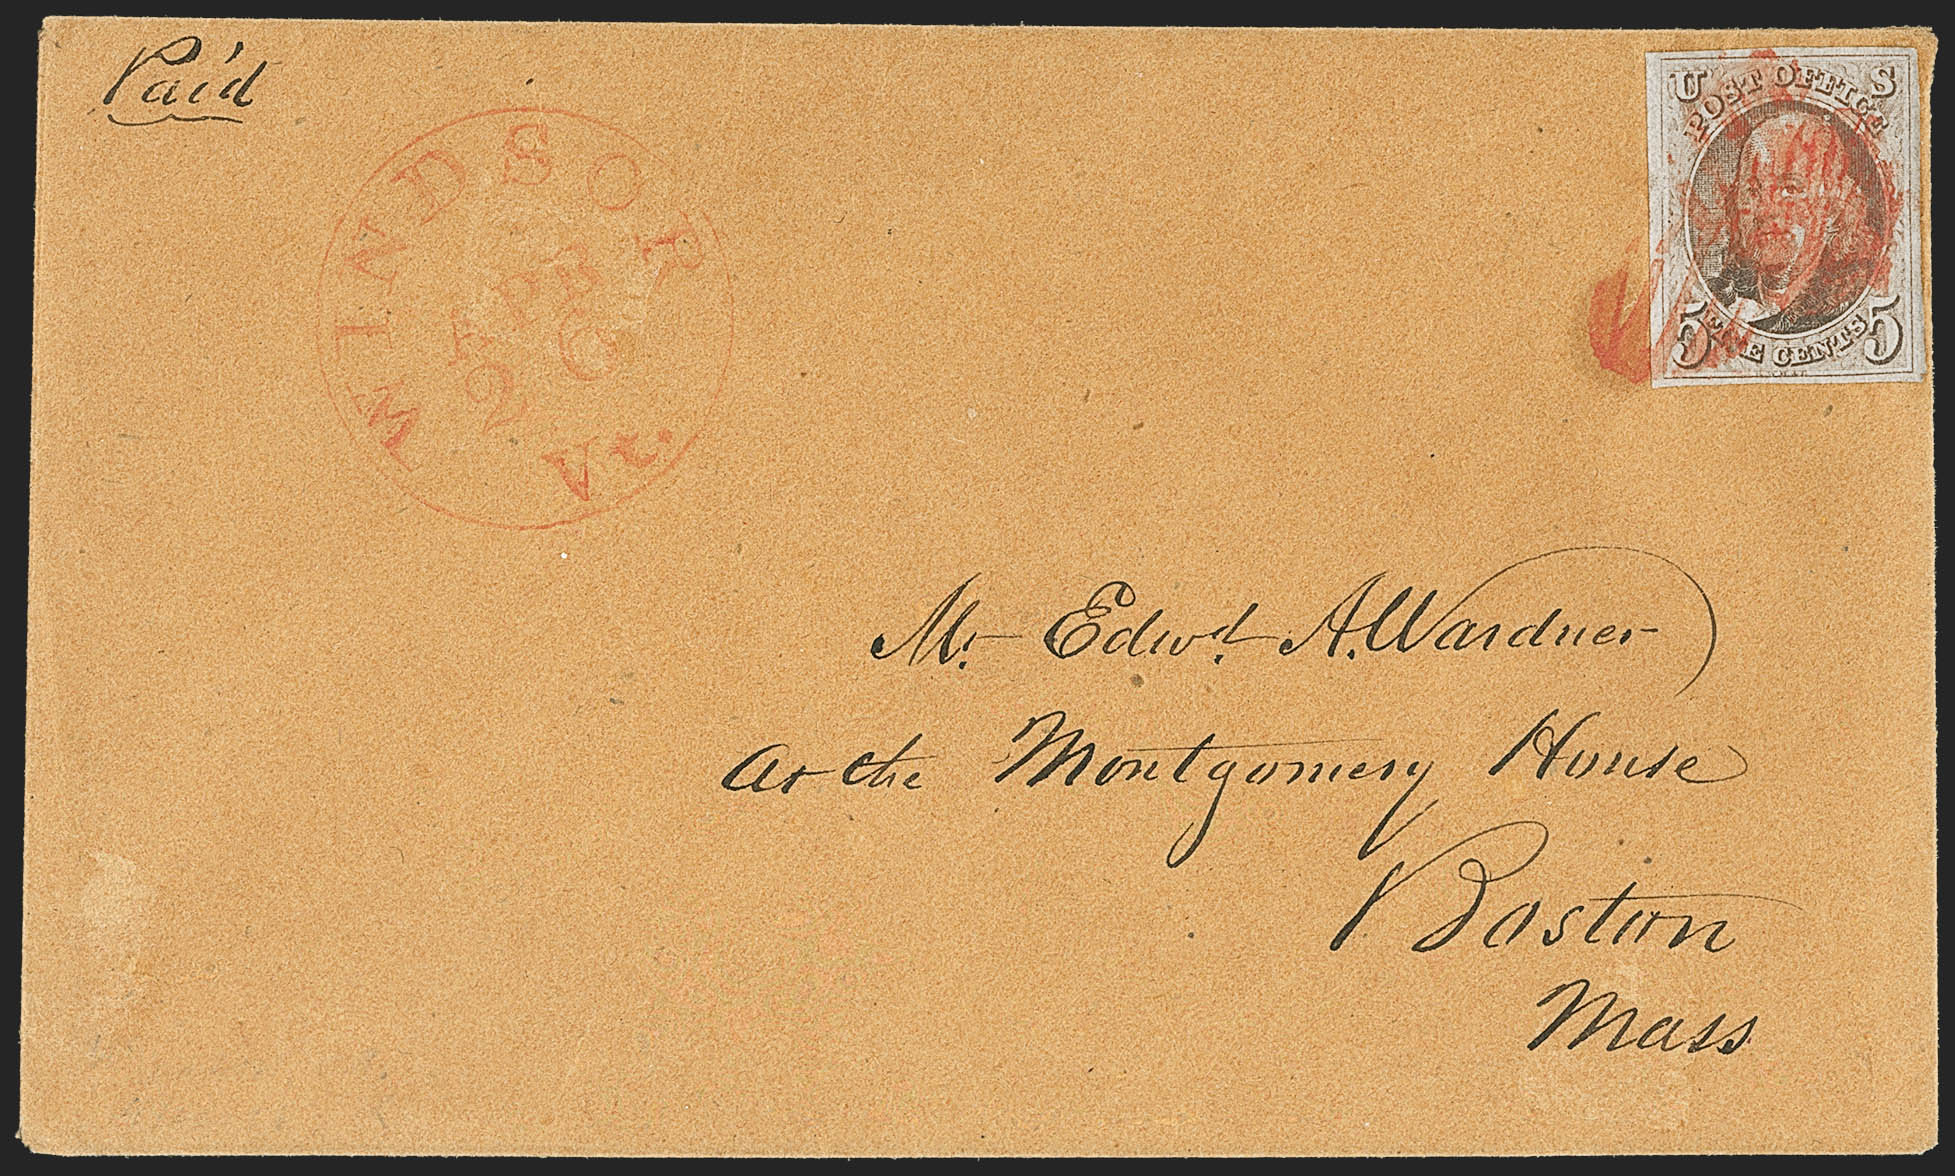 Paid
U S
POST OFFICE
5 FIVE CENTS 5
WINDSOR
APR
20
Vt.
Mr. Edwd. A. Wardner
At the Montgomery House
Boston
Mass